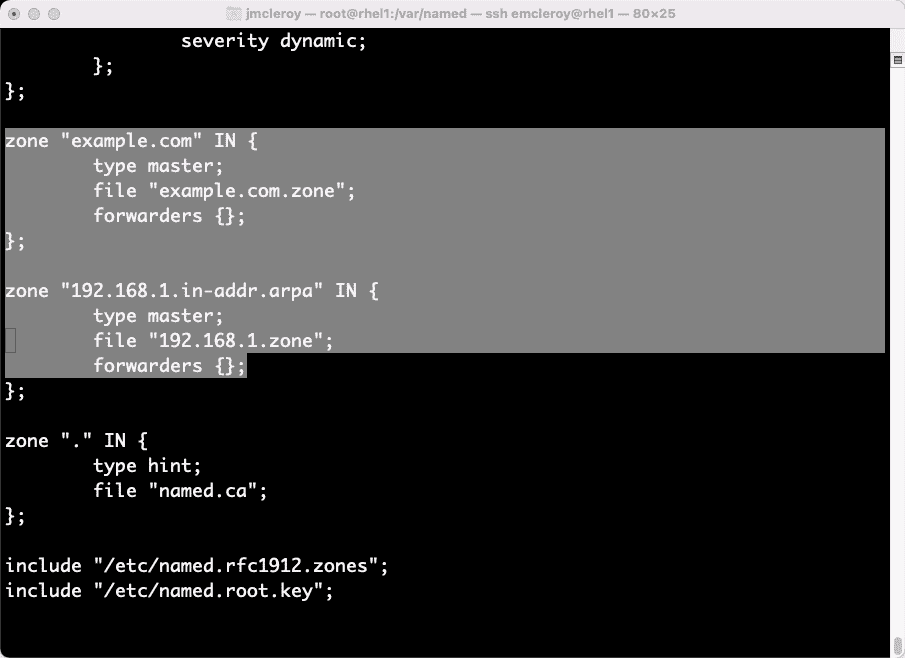 jmcleroy — root@rhel1:/var/named — ssh emcleroy@rhel1 — 80×25
severity dynamic;
};
};
zone "example.com" IN {
type master;
file "example.com.zone";
forwarders {};
};
zone "192.168.1.in-addr.arpa" IN {
type master;
file "192.168.1.zone";
forwarders {};
};
zone "." IN {
type hint;
file "named.ca";
};
include "/etc/named.rfc1912.zones";
include "/etc/named.root.key";